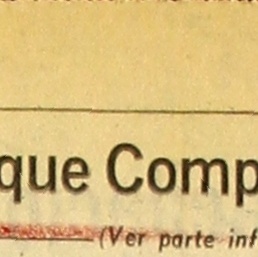 que Comp
(Ver parte inf